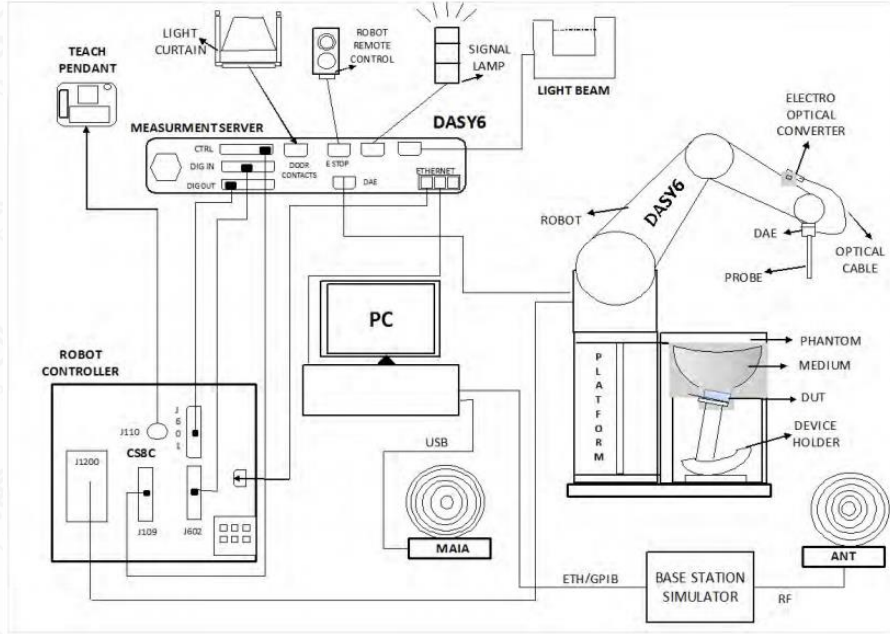 TEACH
PENDANT
LIGHT
CURTAIN
ROBOT
REMOTE
CONTROL
SIGNAL
LAMP
LIGHT BEAM
ELECTRO
OPTICAL
CONVERTER
MEASURMENT SERVER
DASY6
CTRL
DIG IN
DIG OUT
DOOR
CONTACTS
E STOP
DAE
ETHERNET
ROBOT
DASY6
DAE
PROBE
OPTICAL
CABLE
PC
PLATFORM
PHANTOM
MEDIUM
DUT
DEVICE
HOLDER
ROBOT
CONTROLLER
J110
J601
CS8C
J1200
J109
J602
USB
MAIA
ETH/GPIB
BASE STATION
SIMULATOR
RF
ANT